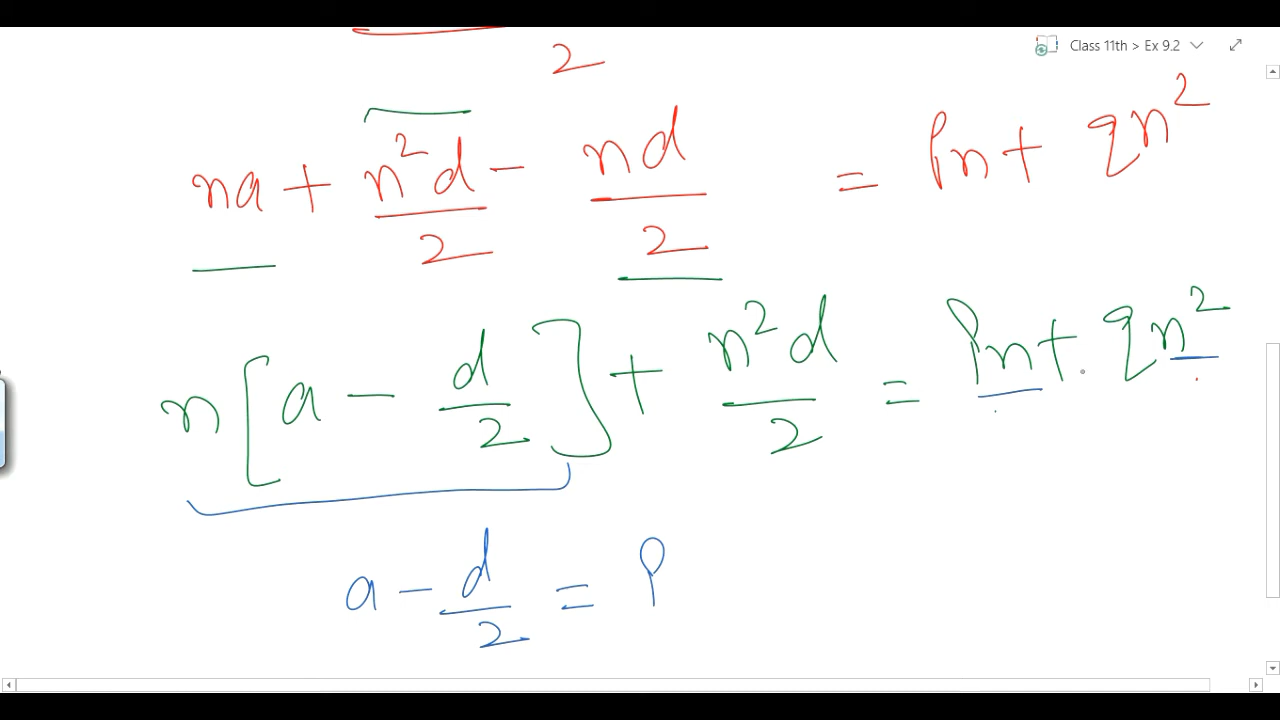 Class 11th > Ex 9.2
2
na + n²d/2 - nd/2 = Pn + qn²
n[a - d/2] + n²d/2 = Pn + qn²
a - d/2 = P